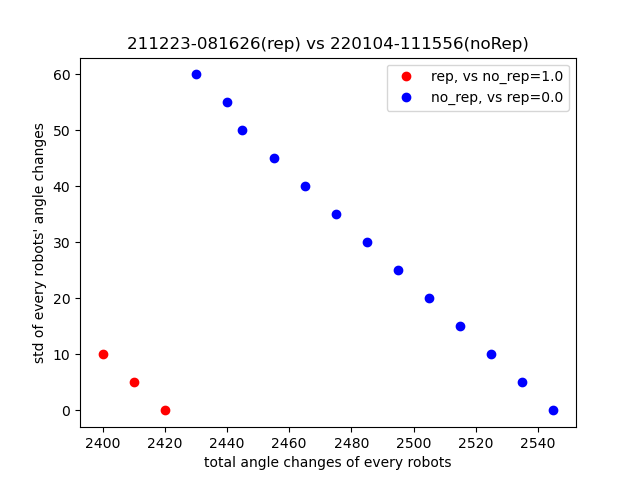 211223-081626(rep) vs 220104-111556(noRep)
rep, vs no_rep=1.0
no_rep, vs rep=0.0
std of every robots' angle changes
60
50
40
30
20
10
0
2400 2420 2440 2460 2480 2500 2520 2540
total angle changes of every robots